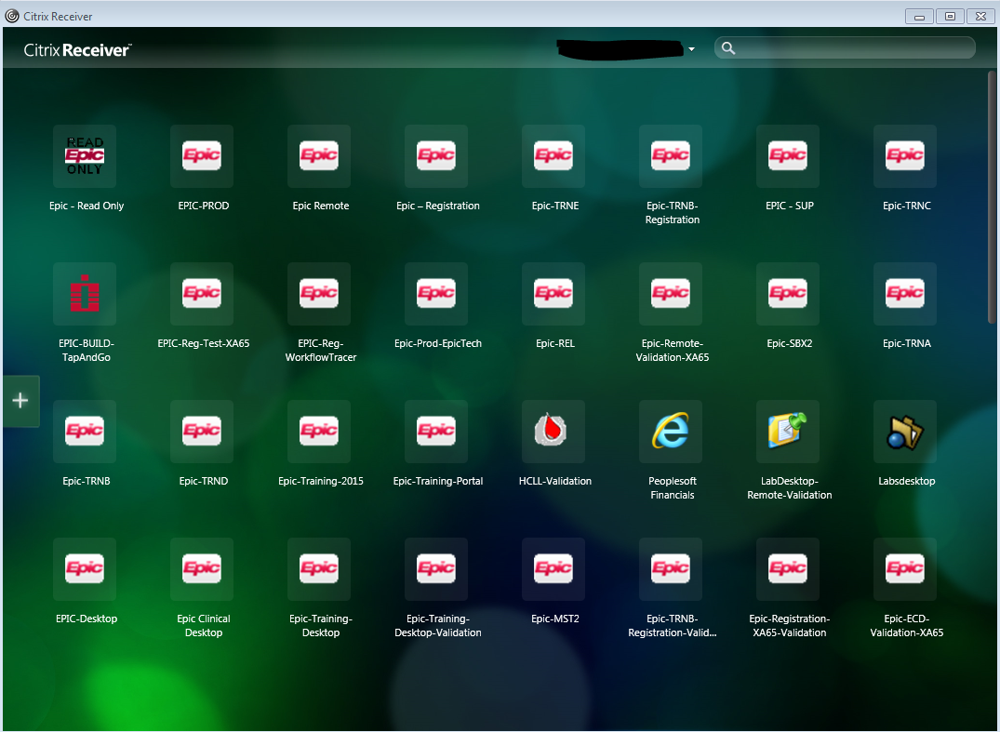 Citrix Receiver
Citrix Receiver™
READ
Epic
ONLY
Epic
Epic
Epic
Epic
Epic
Epic
Epic
Epic - Read Only
EPIC-PROD
Epic Remote
Epic – Registration
Epic-TRNE
Epic-TRNB-
Registration
EPIC - SUP
Epic-TRNC
Epic
Epic
Epic
Epic
Epic
Epic
Epic
EPIC-BUILD-
TapAndGo
EPIC-Reg-Test-XA65
EPIC-Reg-
WorkflowTracer
Epic-Prod-EpicTech
Epic-REL
Epic-Remote-
Validation-XA65
Epic-SBX2
Epic-TRNA
Epic
Epic
Epic
Epic
Epic-TRNB
Epic-TRND
Epic-Training-2015
Epic-Training-Portal
HCLL-Validation
Peoplesoft
Financials
LabDesktop-
Remote-Validation
Labsdesktop
Epic
Epic
Epic
Epic
Epic
Epic
Epic
Epic
EPIC-Desktop
Epic Clinical
Desktop
Epic-Training-
Desktop
Epic-Training-
Desktop-Validation
Epic-MST2
Epic-TRNB-
Registration-Valid...
Epic-Registration-
XA65-Validation
Epic-ECD-
Validation-XA65